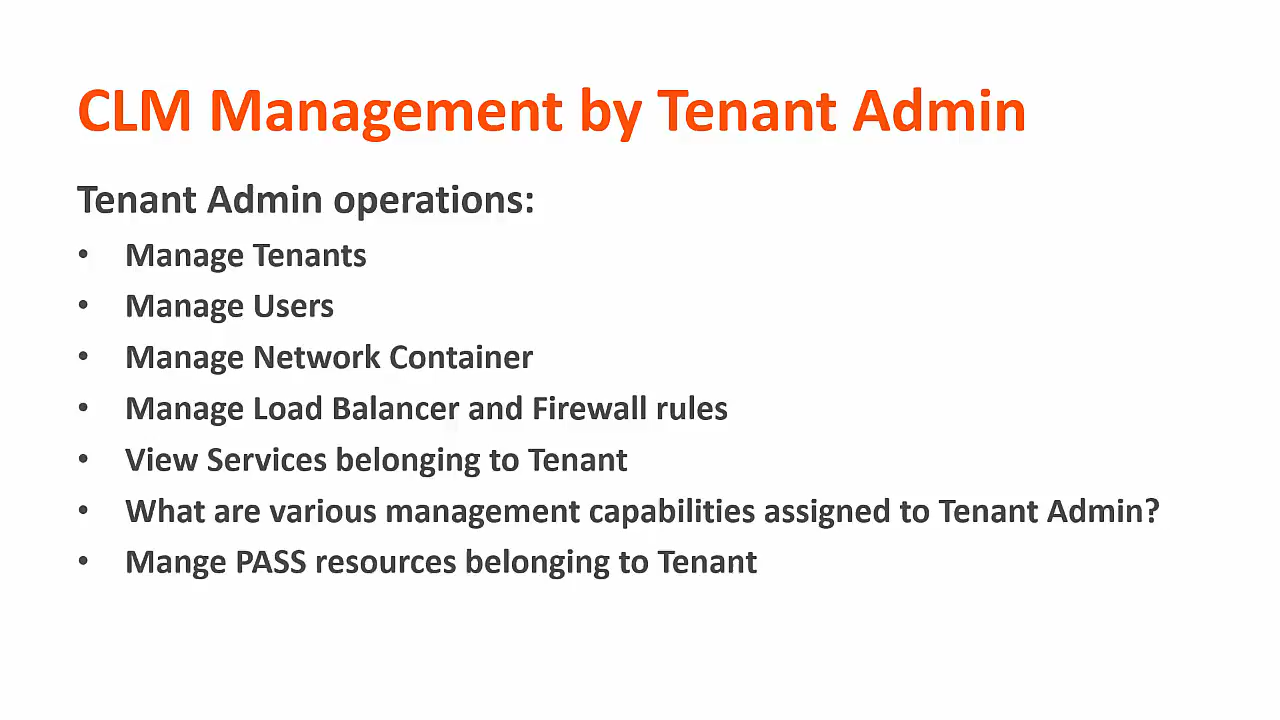 CLM Management by Tenant Admin
Tenant Admin operations:
• Manage Tenants
• Manage Users
• Manage Network Container
• Manage Load Balancer and Firewall rules
• View Services belonging to Tenant
• What are various management capabilities assigned to Tenant Admin?
• Mange PASS resources belonging to Tenant